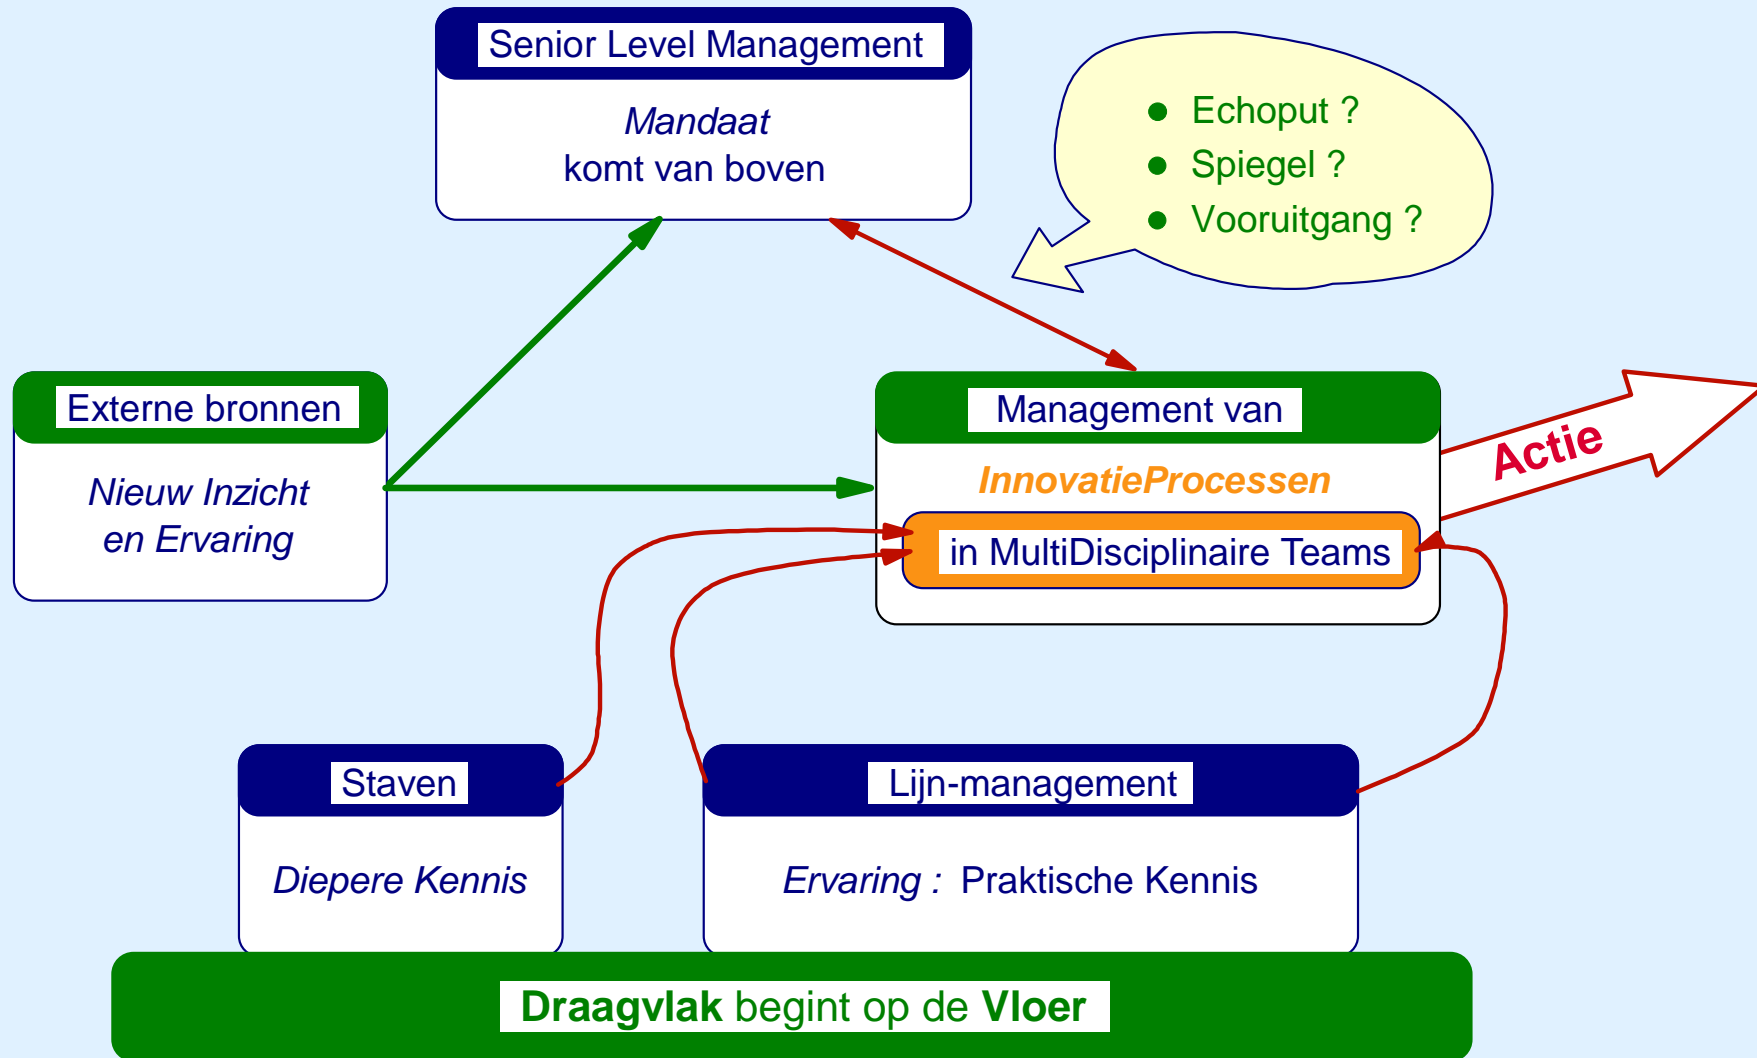 Senior Level Management
Mandaat
komt van boven
● Echoput ?
● Spiegel ?
● Vooruitgang ?
Externe bronnen
Nieuw Inzicht
en Ervaring
Management van
InnovatieProcessen
in MultiDisciplinaire Teams
Actie
Staven
Diepere Kennis
Lijn-management
Ervaring : Praktische Kennis
Draagvlak begint op de Vloer